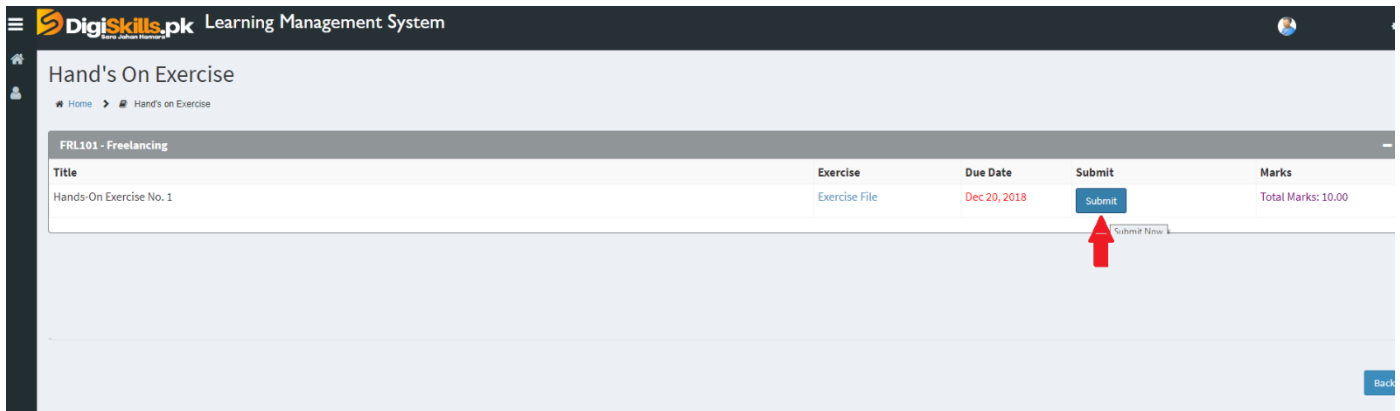 DigiSkills.pk Learning Management System
Sara Jahan Hamara
Hand's On Exercise
Home > Hand's on Exercise
FRL101 - Freelancing
Title Exercise Due Date Submit Marks
Hands-On Exercise No. 1 Exercise File Dec 20, 2018 Submit Total Marks: 10.00
Submit Now
Back